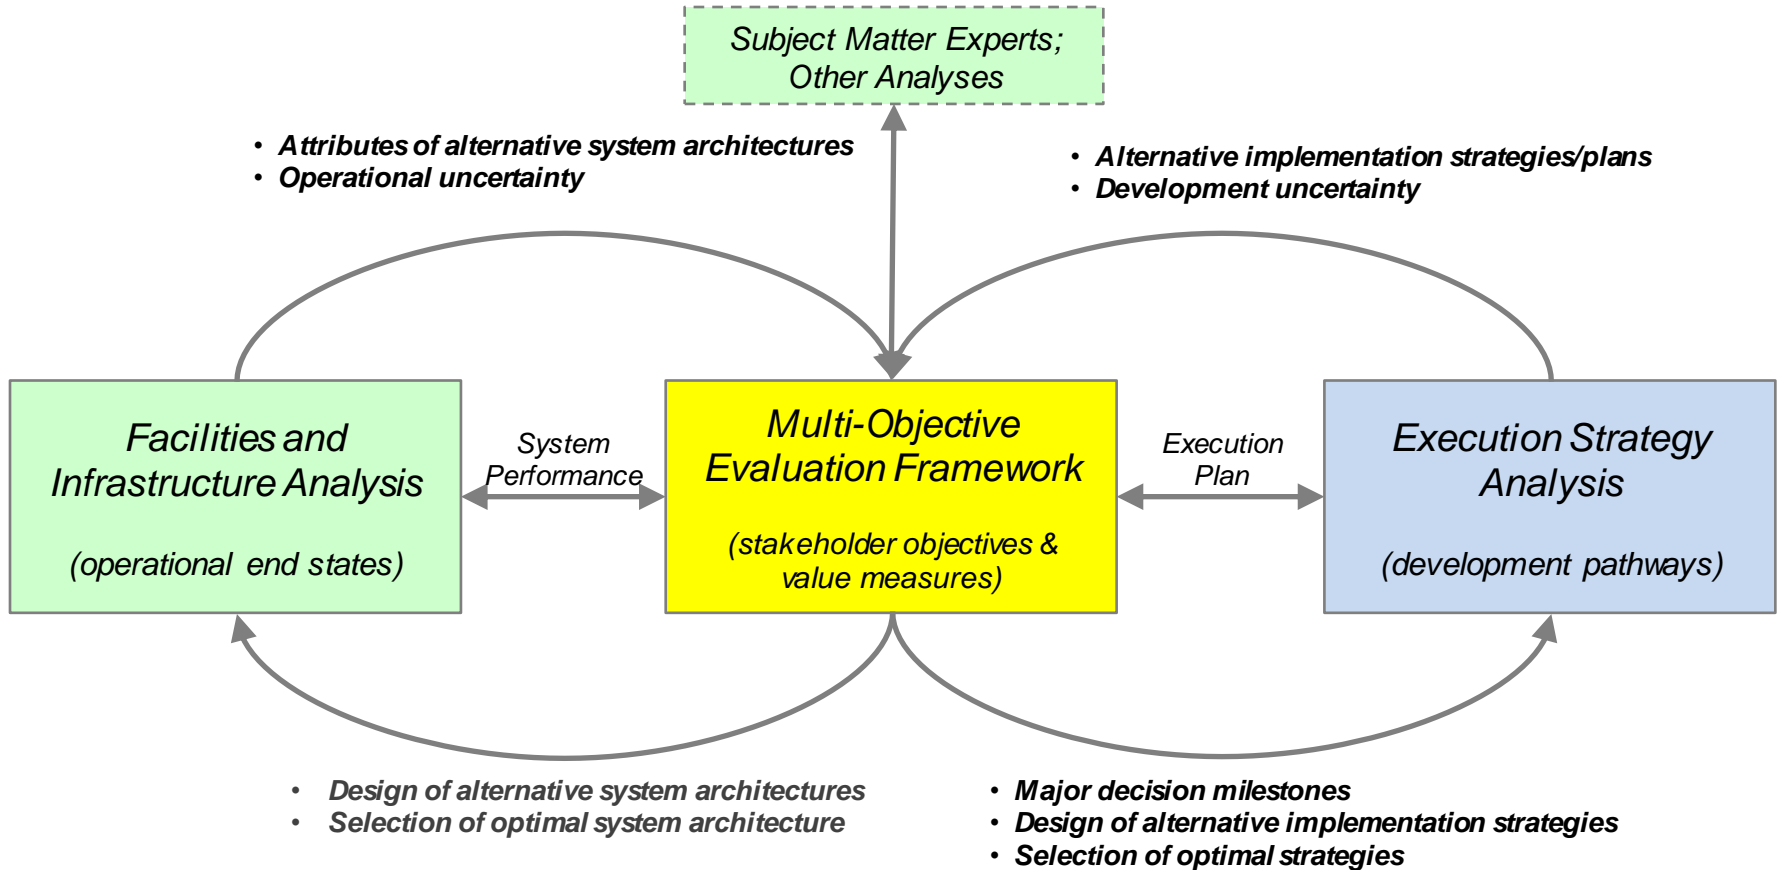 Subject Matter Experts;
Other Analyses
• Attributes of alternative system architectures
• Operational uncertainty
• Alternative implementation strategies/plans
• Development uncertainty
Facilities and
Infrastructure Analysis
(operational end states)
System
Performance
Multi-Objective
Evaluation Framework
(stakeholder objectives &
value measures)
Execution
Plan
Execution Strategy
Analysis
(development pathways)
• Design of alternative system architectures
• Selection of optimal system architecture
• Major decision milestones
• Design of alternative implementation strategies
• Selection of optimal strategies